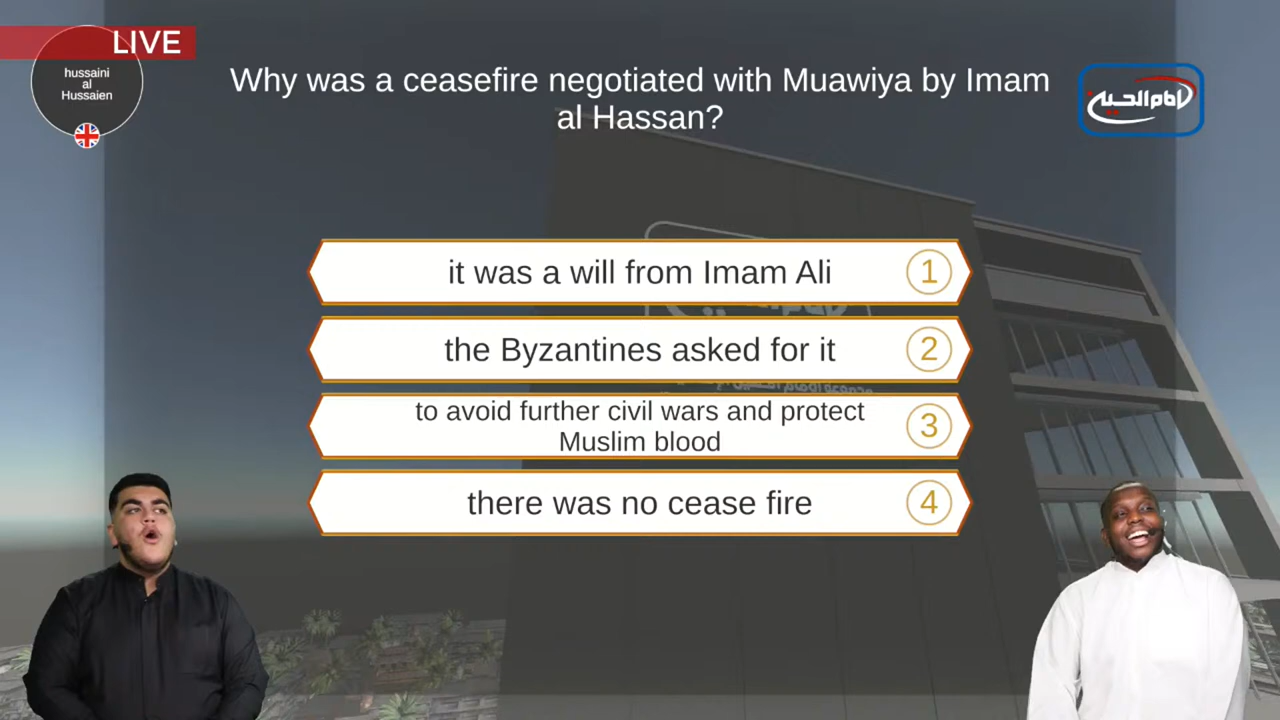 LIVE
hussaini
al
Hussaien
Why was a ceasefire negotiated with Muawiya by Imam
al Hassan?
it was a will from Imam Ali
1
the Byzantines asked for it
2
to avoid further civil wars and protect
Muslim blood
3
there was no cease fire
4